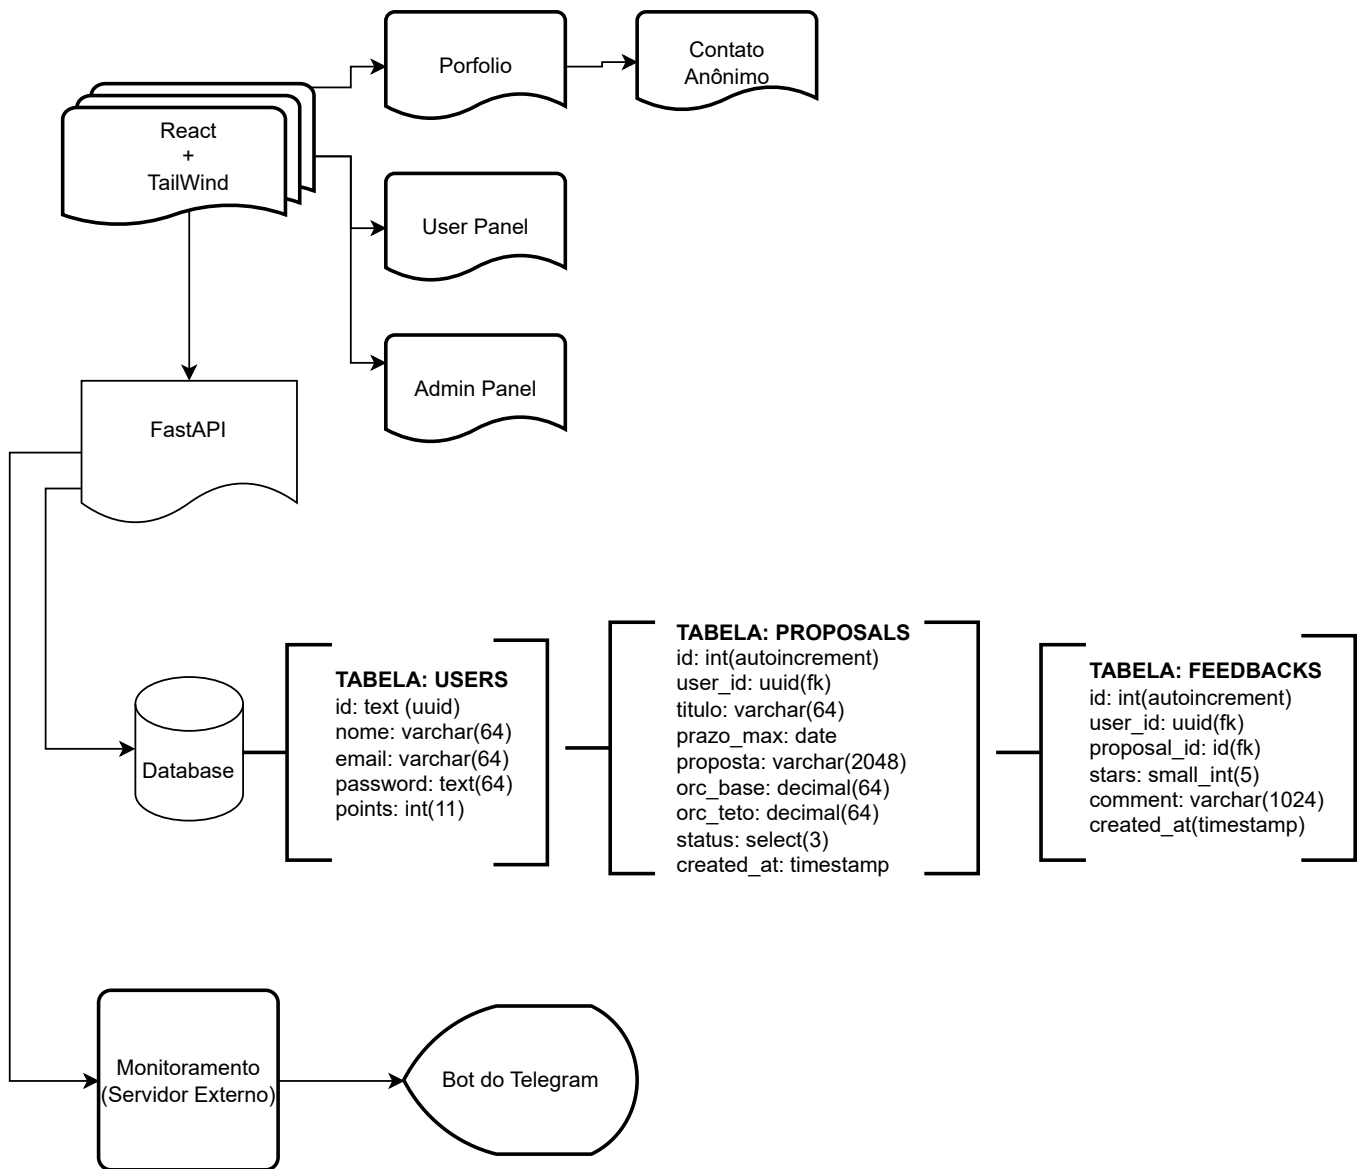 Porfolio
Contato
Anônimo
React
+
TailWind
User Panel
Admin Panel
FastAPI
Database
TABELA: USERS
id: text (uuid)
nome: varchar(64)
email: varchar(64)
password: text(64)
points: int(11)
TABELA: PROPOSALS
id: int(autoincrement)
user_id: uuid(fk)
titulo: varchar(64)
prazo_max: date
proposta: varchar(2048)
orc_base: decimal(64)
orc_teto: decimal(64)
status: select(3)
created_at: timestamp
TABELA: FEEDBACKS
id: int(autoincrement)
user_id: uuid(fk)
proposal_id: id(fk)
stars: small_int(5)
comment: varchar(1024)
created_at(timestamp)
Monitoramento
(Servidor Externo)
Bot do Telegram